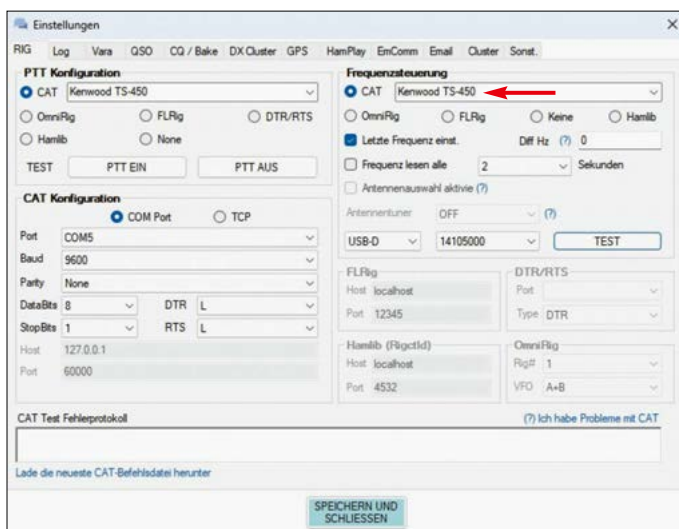 Einstellungen
RIG Log Vara QSO CQ / Bake DX Cluster GPS HamPlay EmComm Email Cluster Sonst.
PTT Konfiguration
CAT Kenwood TS-450
OmniRig FLRig DTR/RTS
Hamlib None
TEST PTT EIN PTT AUS
CAT Konfiguration
COM Port TCP
Port COM5
Baud 9600
Parity None
DataBits 8 DTR L
StopBits 1 RTS L
Host 127.0.0.1
Port 60000
Frequenzsteuerung
CAT Kenwood TS-450
OmniRig FLRig Keine Hamlib
Letzte Frequenz einst. Diff Hz (?) 0
Frequenz lesen alle 2 Sekunden
Antennenauswahl aktivie (?)
Antennentuner OFF (?)
USB-D 14105000 TEST
FLRig
Host localhost
Port 12345
DTR/RTS
Port
Type DTR
Hamlib (Rigctld)
Host localhost
Port 4532
OmniRig
Rig# 1
VFO A+B
CAT Test Fehlerprotokoll (?) Ich habe Probleme mit CAT
Lade die neueste CAT-Befehlsdatei herunter
SPEICHERN UND
SCHLIESSEN